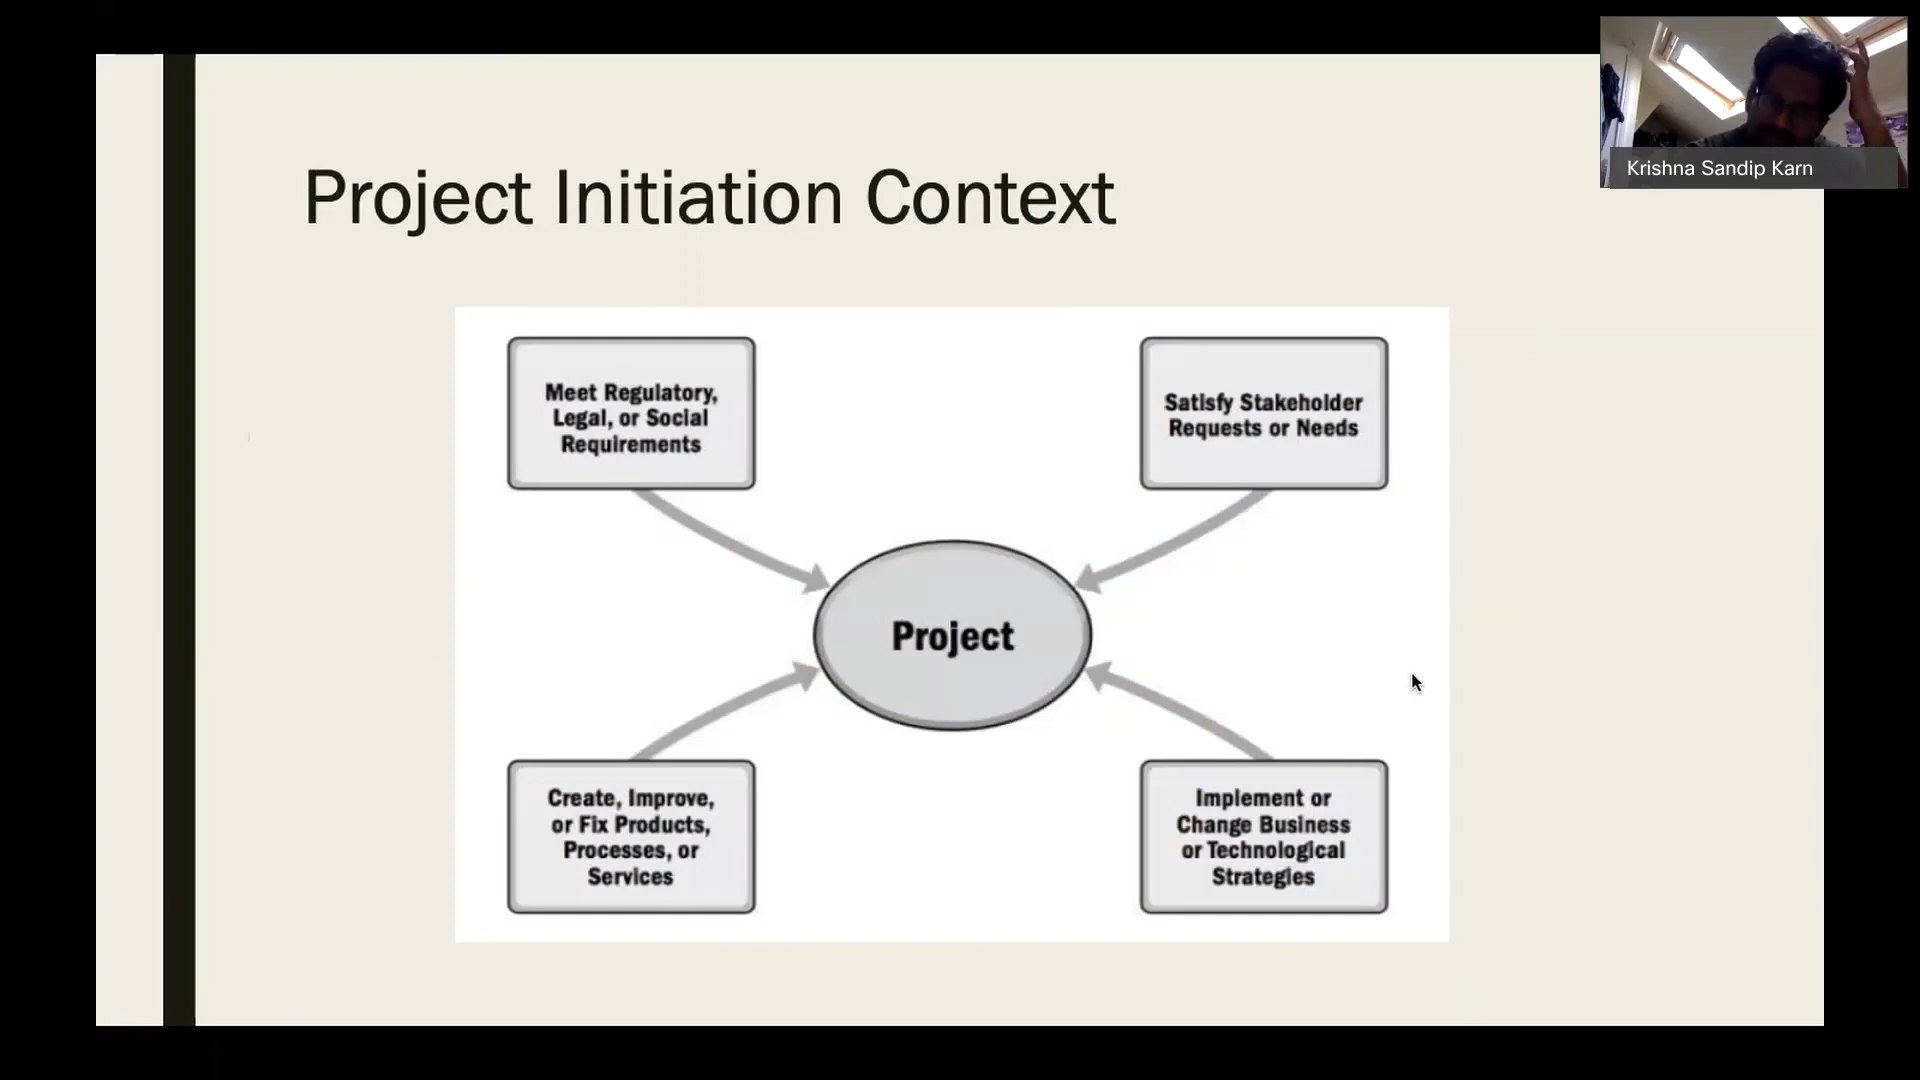 Krishna Sandip Karn
Project Initiation Context
Meet Regulatory,
Legal, or Social
Requirements
Satisfy Stakeholder
Requests or Needs
Project
Create, Improve,
or Fix Products,
Processes, or
Services
Implement or
Change Business
or Technological
Strategies